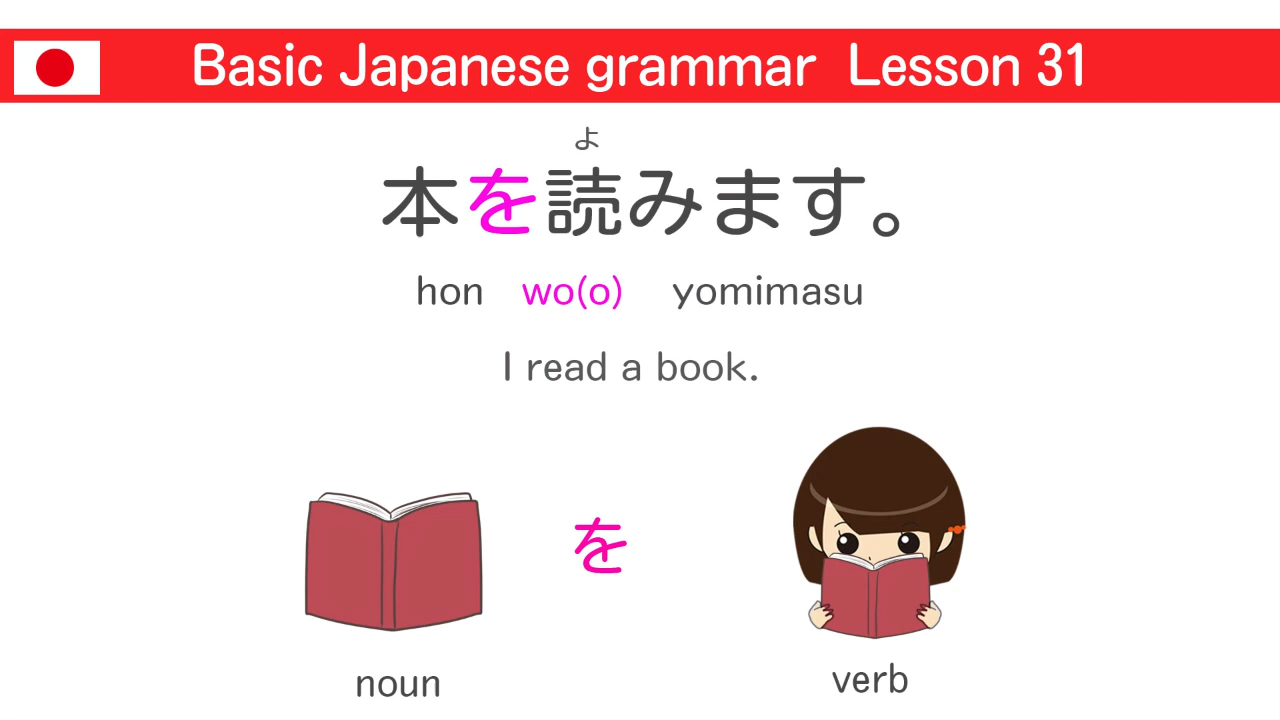 Basic Japanese grammar Lesson 31
よ
本を読みます。
hon wo(o) yomimasu
I read a book.
を
noun verb